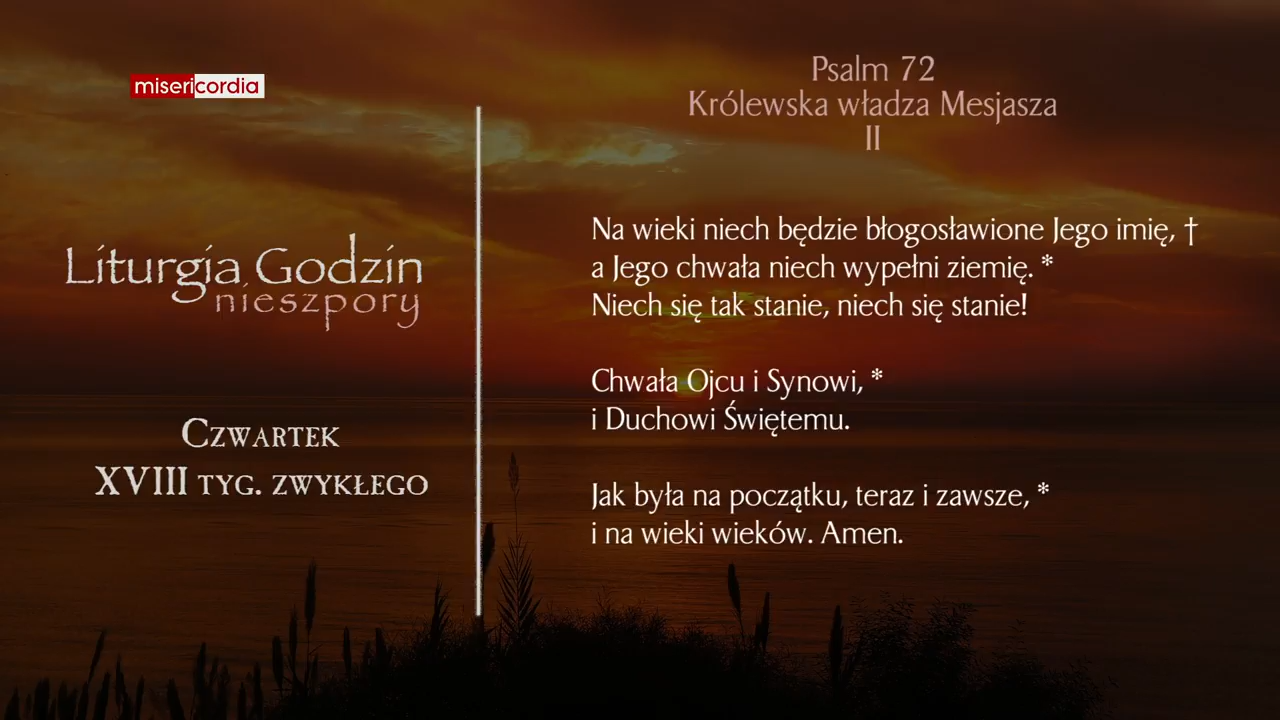 misericordia
Liturgia Godzin
nieszpory
Czwartek
XVIII tyg. zwykłego
Psalm 72
Królewska władza Mesjasza
II
Na wieki niech będzie błogosławione Jego imię, †
a Jego chwała niech wypełni ziemię. *
Niech się tak stanie, niech się stanie!
Chwała Ojcu i Synowi, *
i Duchowi Świętemu.
Jak była na początku, teraz i zawsze, *
i na wieki wieków. Amen.